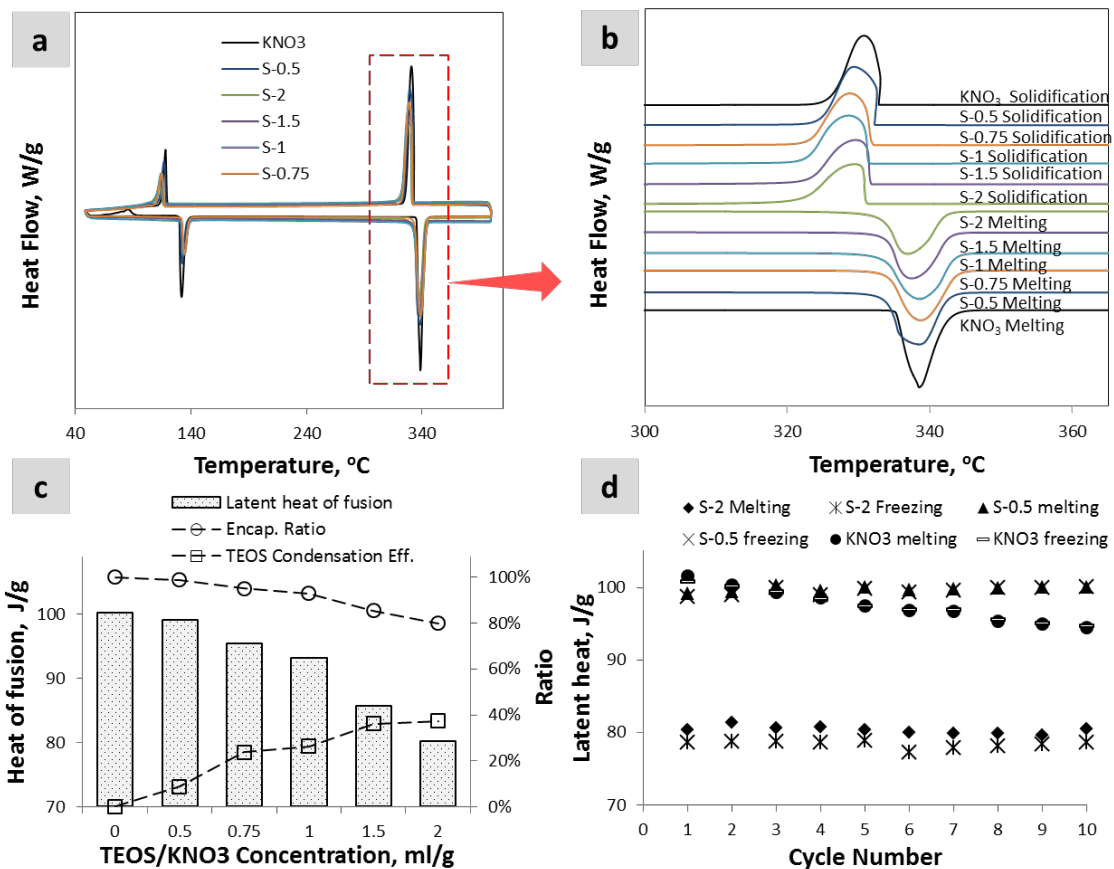 a
KNO3
S-0.5
S-2
S-1.5
S-1
S-0.75
Heat Flow, W/g
40
140
240
340
Temperature, ºC
b
KNO₃ Solidification
S-0.5 Solidification
S-0.75 Solidification
S-1 Solidification
S-1.5 Solidification
S-2 Solidification
S-2 Melting
S-1.5 Melting
S-1 Melting
S-0.75 Melting
S-0.5 Melting
KNO₃ Melting
Heat Flow, W/g
300
320
340
360
Temperature, ºC
c
Latent heat of fusion
Encap. Ratio
TEOS Condensation Eff.
Heat of fusion, J/g
100
90
80
70
100%
80%
60%
40%
20%
0%
Ratio
0
0.5
0.75
1
1.5
2
TEOS/KNO3 Concentration, ml/g
d
S-2 Melting
S-2 Freezing
S-0.5 melting
S-0.5 freezing
KNO3 melting
KNO3 freezing
Latent heat, J/g
100
90
80
70
0
1
2
3
4
5
6
7
8
9
10
Cycle Number